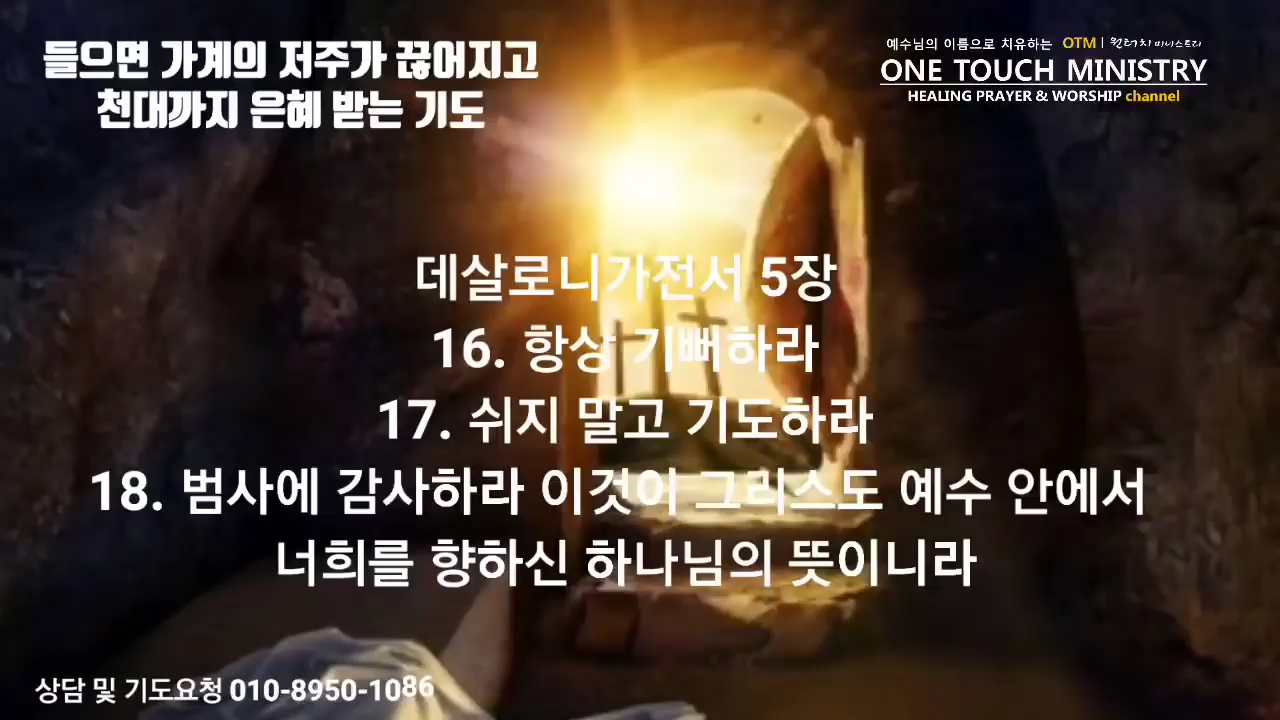 들으면 가계의 저주가 끊어지고
천대까지 은혜 받는 기도
예수님의 이름으로 치유하는 OTM | 원터치 미니스트리
ONE TOUCH MINISTRY
HEALING PRAYER & WORSHIP channel
데살로니가전서 5장
16. 항상 기뻐하라
17. 쉬지 말고 기도하라
18. 범사에 감사하라 이것이 그리스도 예수 안에서
너희를 향하신 하나님의 뜻이니라
상담 및 기도요청 010-8950-1086